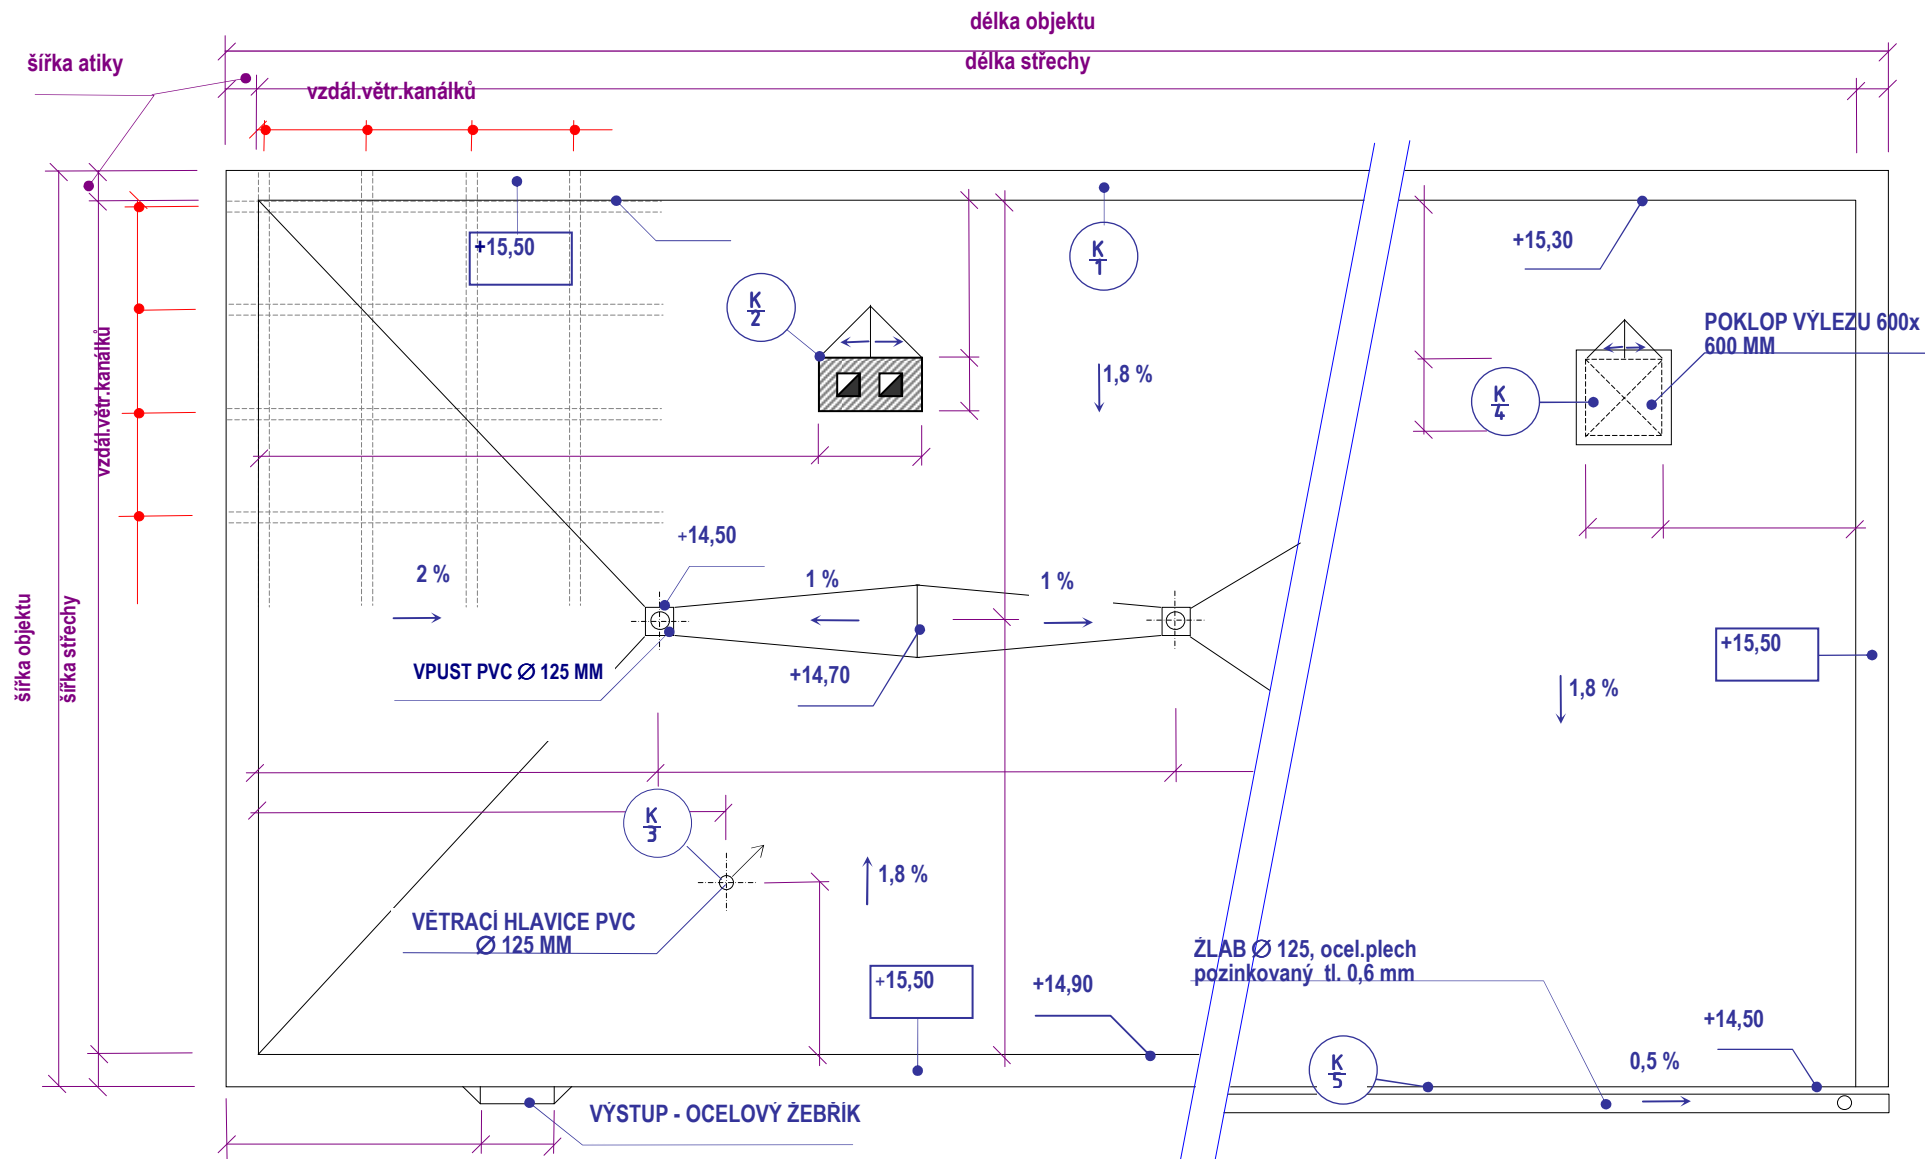 délka objektu
šířka atiky
délka střechy
vzdál.větr.kanálků
+15,50
K
1
+15,30
K
2
POKLOP VÝLEZU 600x
600 MM
vzdál.větr.kanálků
1,8 %
K
4
+14,50
2 %
1 %
1 %
šířka objektu
šířka střechy
+15,50
VPUST PVC Ø 125 MM
+14,70
1,8 %
K
3
1,8 %
VĚTRACÍ HLAVICE PVC
Ø 125 MM
ŽLAB Ø 125, ocel.plech
pozinkovaný tl. 0,6 mm
+15,50
+14,90
+14,50
K
5
0,5 %
VÝSTUP - OCELOVÝ ŽEBŘÍK